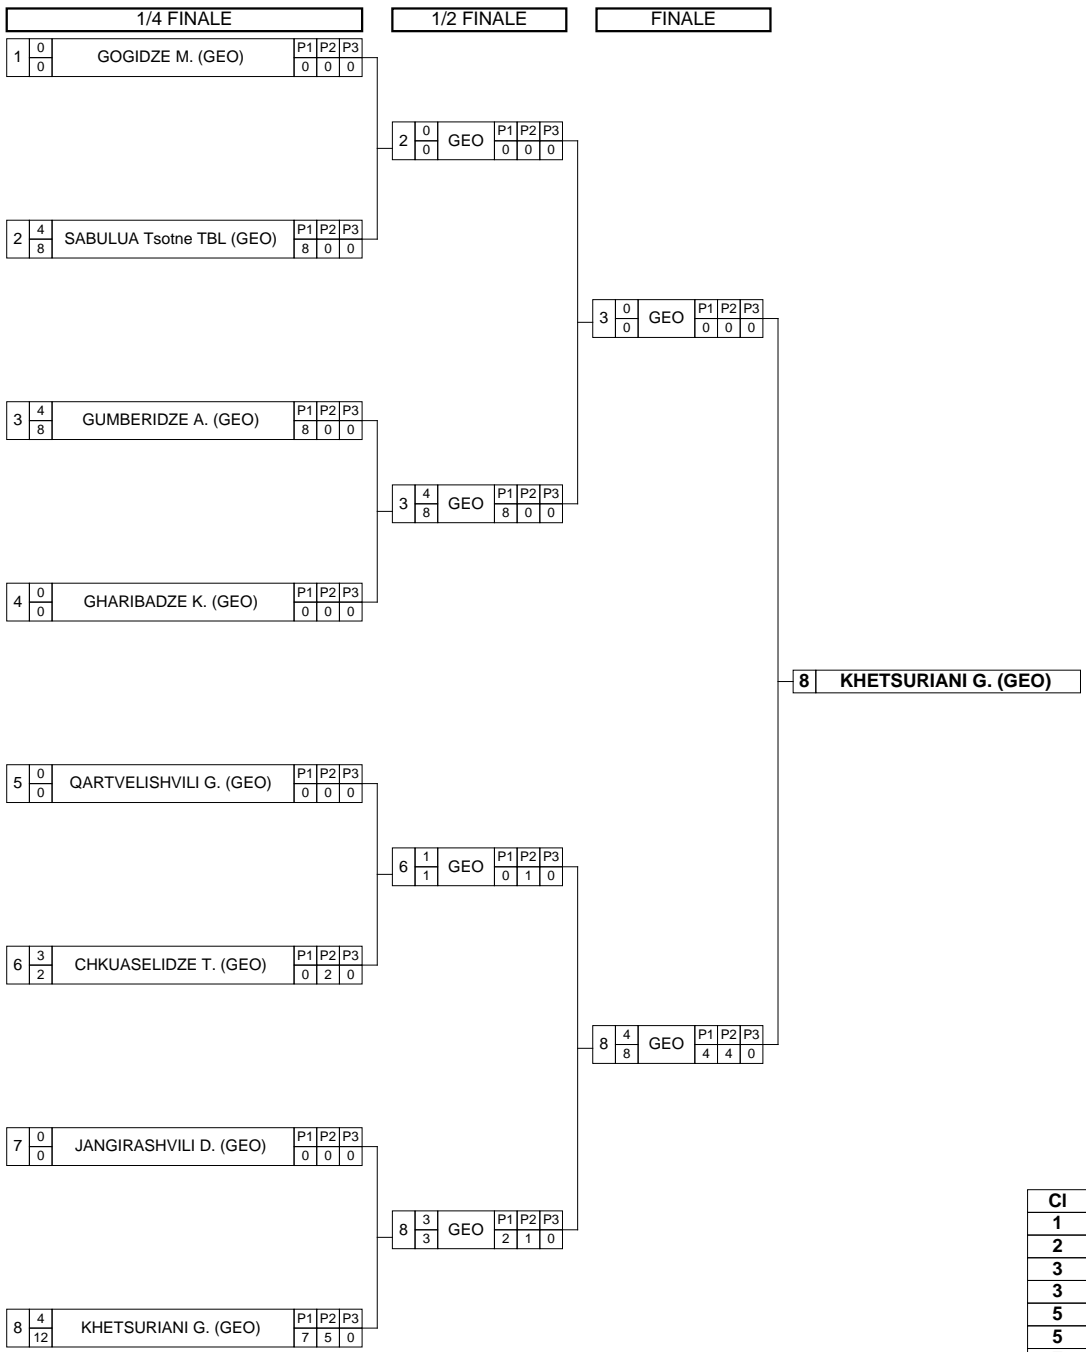 1/4 FINALE 1/2 FINALE FINALE
1 0 0 GOGIDZE M. (GEO) P1 P2 P3 0 0 0
2 0 0 GEO P1 P2 P3 0 0 0
2 4 8 SABULUA Tsotne TBL (GEO) P1 P2 P3 8 0 0
3 0 0 GEO P1 P2 P3 0 0 0
3 4 8 GUMBERIDZE A. (GEO) P1 P2 P3 8 0 0
3 4 8 GEO P1 P2 P3 8 0 0
4 0 0 GHARIBADZE K. (GEO) P1 P2 P3 0 0 0
8 KHETSURIANI G. (GEO)
5 0 0 QARTVELISHVILI G. (GEO) P1 P2 P3 0 0 0
6 1 1 GEO P1 P2 P3 0 1 0
6 3 2 CHKUASELIDZE T. (GEO) P1 P2 P3 0 2 0
8 4 8 GEO P1 P2 P3 4 4 0
7 0 0 JANGIRASHVILI D. (GEO) P1 P2 P3 0 0 0
8 3 3 GEO P1 P2 P3 2 1 0
8 4 12 KHETSURIANI G. (GEO) P1 P2 P3 7 5 0
Cl
1
2
3
3
5
5